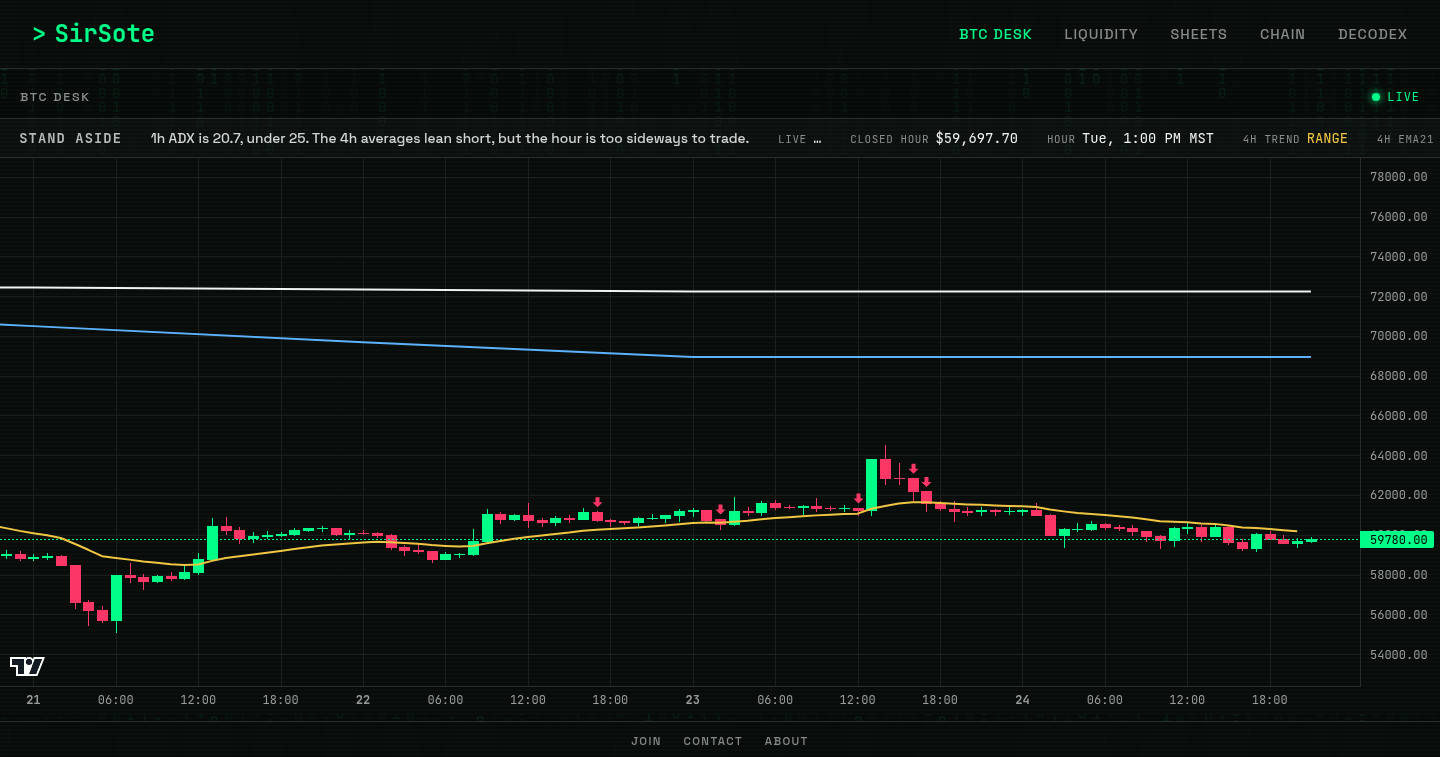 > SirSote
BTC DESK LIQUIDITY SHEETS CHAIN DECODEX
BTC DESK
LIVE
STAND ASIDE 1h ADX is 20.7, under 25. The 4h averages lean short, but the hour is too sideways to trade. LIVE … CLOSED HOUR $59,697.70 HOUR Tue, 1:00 PM MST 4H TREND RANGE 4H EMA21
78000.00
76000.00
74000.00
72000.00
70000.00
68000.00
66000.00
64000.00
62000.00
59780.00
58000.00
56000.00
54000.00
21 06:00 12:00 18:00 22 06:00 12:00 18:00 23 06:00 12:00 18:00 24 06:00 12:00 18:00
JOIN CONTACT ABOUT